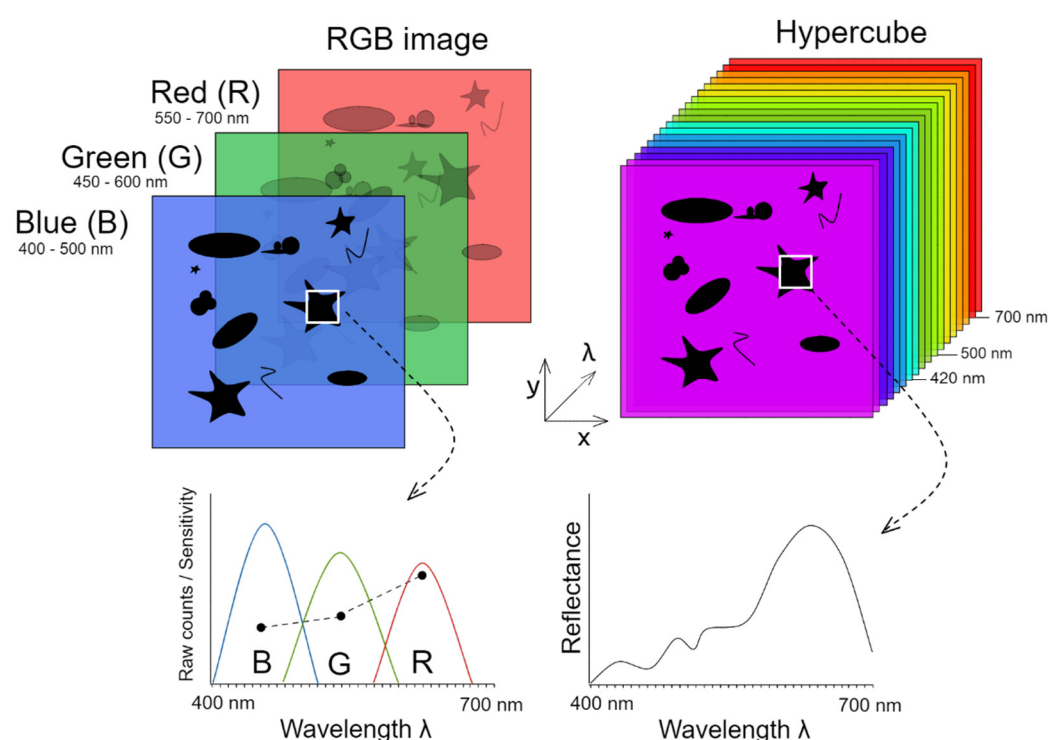 RGB image
Red (R)
550 - 700 nm
Green (G)
450 - 600 nm
Blue (B)
400 - 500 nm
Hypercube
700 nm
500 nm
420 nm
y
λ
x
Raw counts / Sensitivity
B
G
R
400 nm
700 nm
Wavelength λ
Reflectance
400 nm
700 nm
Wavelength λ